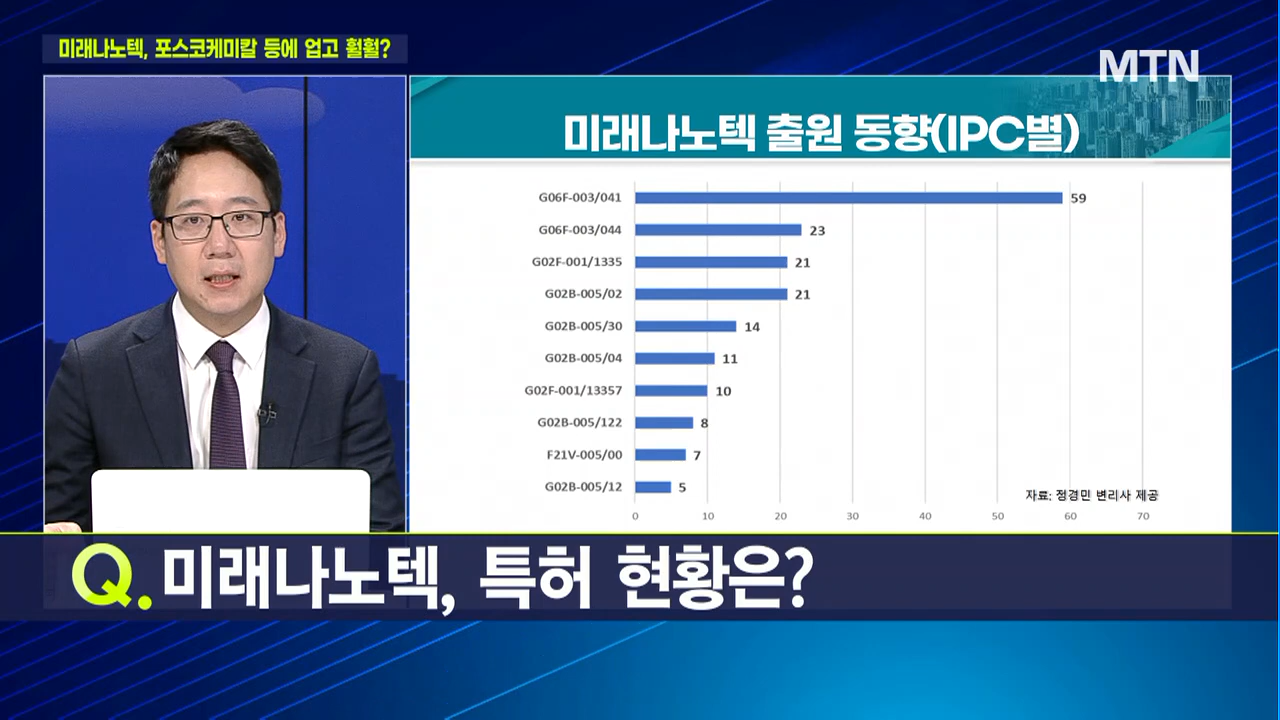 미래나노텍, 포스코케미칼 등에 업고 훨훨?
MTN
미래나노텍 출원 동향(IPC별)
G06F-003/041 59
G06F-003/044 23
G02F-001/1335 21
G02B-005/02 21
G02B-005/30 14
G02B-005/04 11
G02F-001/13357 10
G02B-005/122 8
F21V-005/00 7
G02B-005/12 5
자료: 정경민 변리사 제공
0 10 20 30 40 50 60 70
Q. 미래나노텍, 특허 현황은?